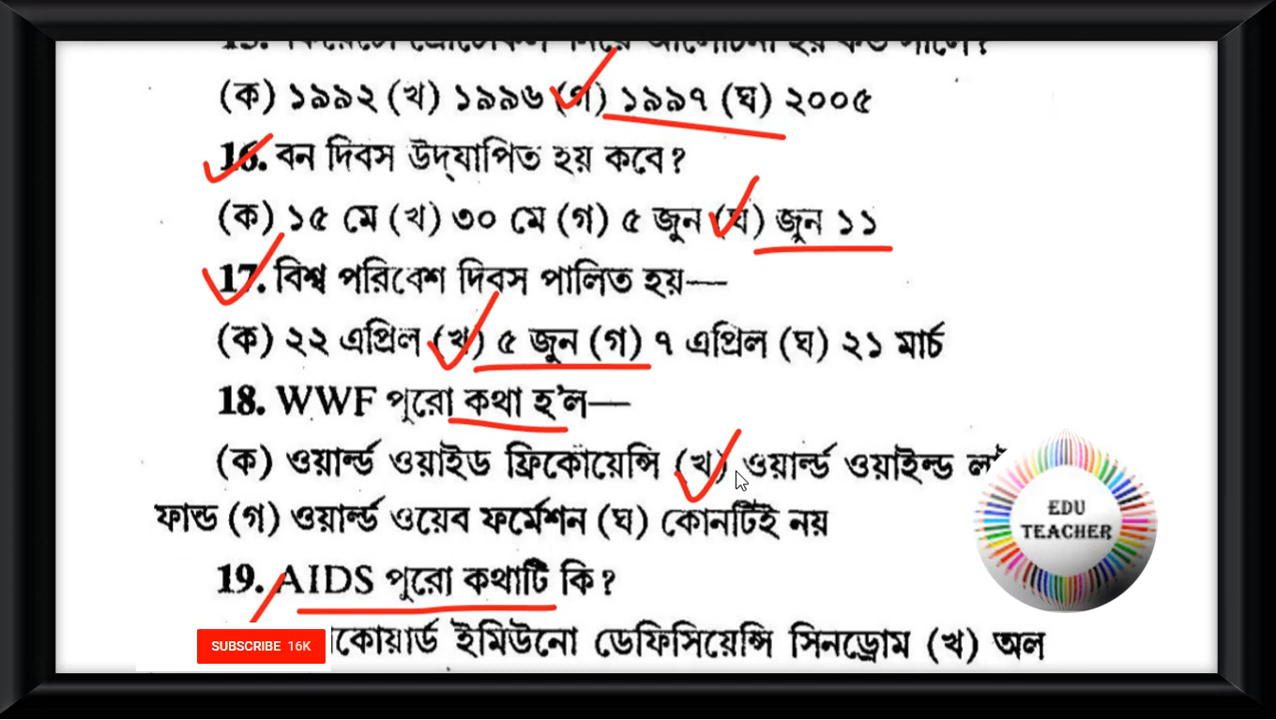 (ক) ১৯৯২ (খ) ১৯৯৬ (গ) ১৯৯৭ (ঘ) ২০০৫
16. বন দিবস উদ্‌যাপিত হয় কবে?
(ক) ১৫ মে (খ) ৩০ মে (গ) ৫ জুন (ঘ) জুন ১১
17. বিশ্ব পরিবেশ দিবস পালিত হয়—
(ক) ২২ এপ্রিল (খ) ৫ জুন (গ) ৭ এপ্রিল (ঘ) ২১ মার্চ
18. WWF পুরো কথা হ'ল—
(ক) ওয়ার্ল্ড ওয়াইড ফ্রিকোয়েন্সি (খ) ওয়ার্ল্ড ওয়াইল্ড
ফান্ড (গ) ওয়ার্ল্ড ওয়েব ফর্মেশন (ঘ) কোনটিই নয়
EDU
TEACHER
19. AIDS পুরো কথাটি কি?
ইমিউনো ডেফিসিয়েন্সি সিনড্রোম (খ) অল
SUBSCRIBE 16K